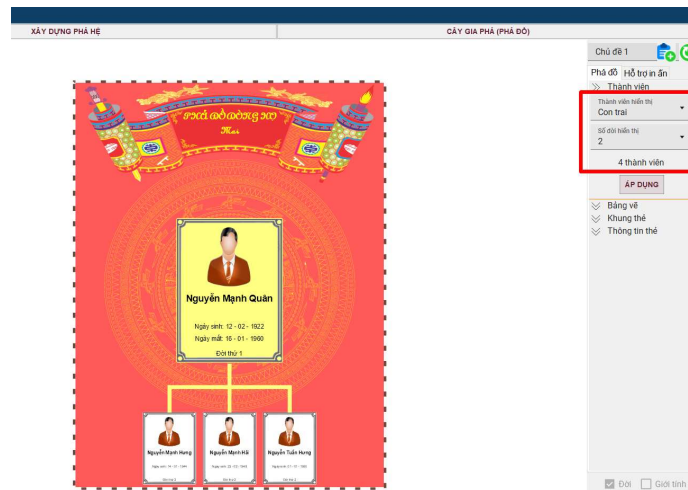 XÂY DỰNG PHẢ HỆ
CÂY GIA PHẢ (PHẢ ĐỒ)
Chủ đề 1
Phả đồ Hỗ trợ in ấn
Thành viên
Thành viên hiển thị
Con trai
Số đời hiển thị
2
4 thành viên
ÁP DỤNG
Bảng vẽ
Khung thẻ
Thông tin thẻ
Nguyễn Mạnh Quân
Ngày sinh: 12 - 02 - 1922
Ngày mất: 16 - 01 - 1960
Đời thứ 1
Nguyễn Mạnh Hưng
Nguyễn Mạnh Hải
Nguyễn Tuấn Hưng
Đời
Giới tính